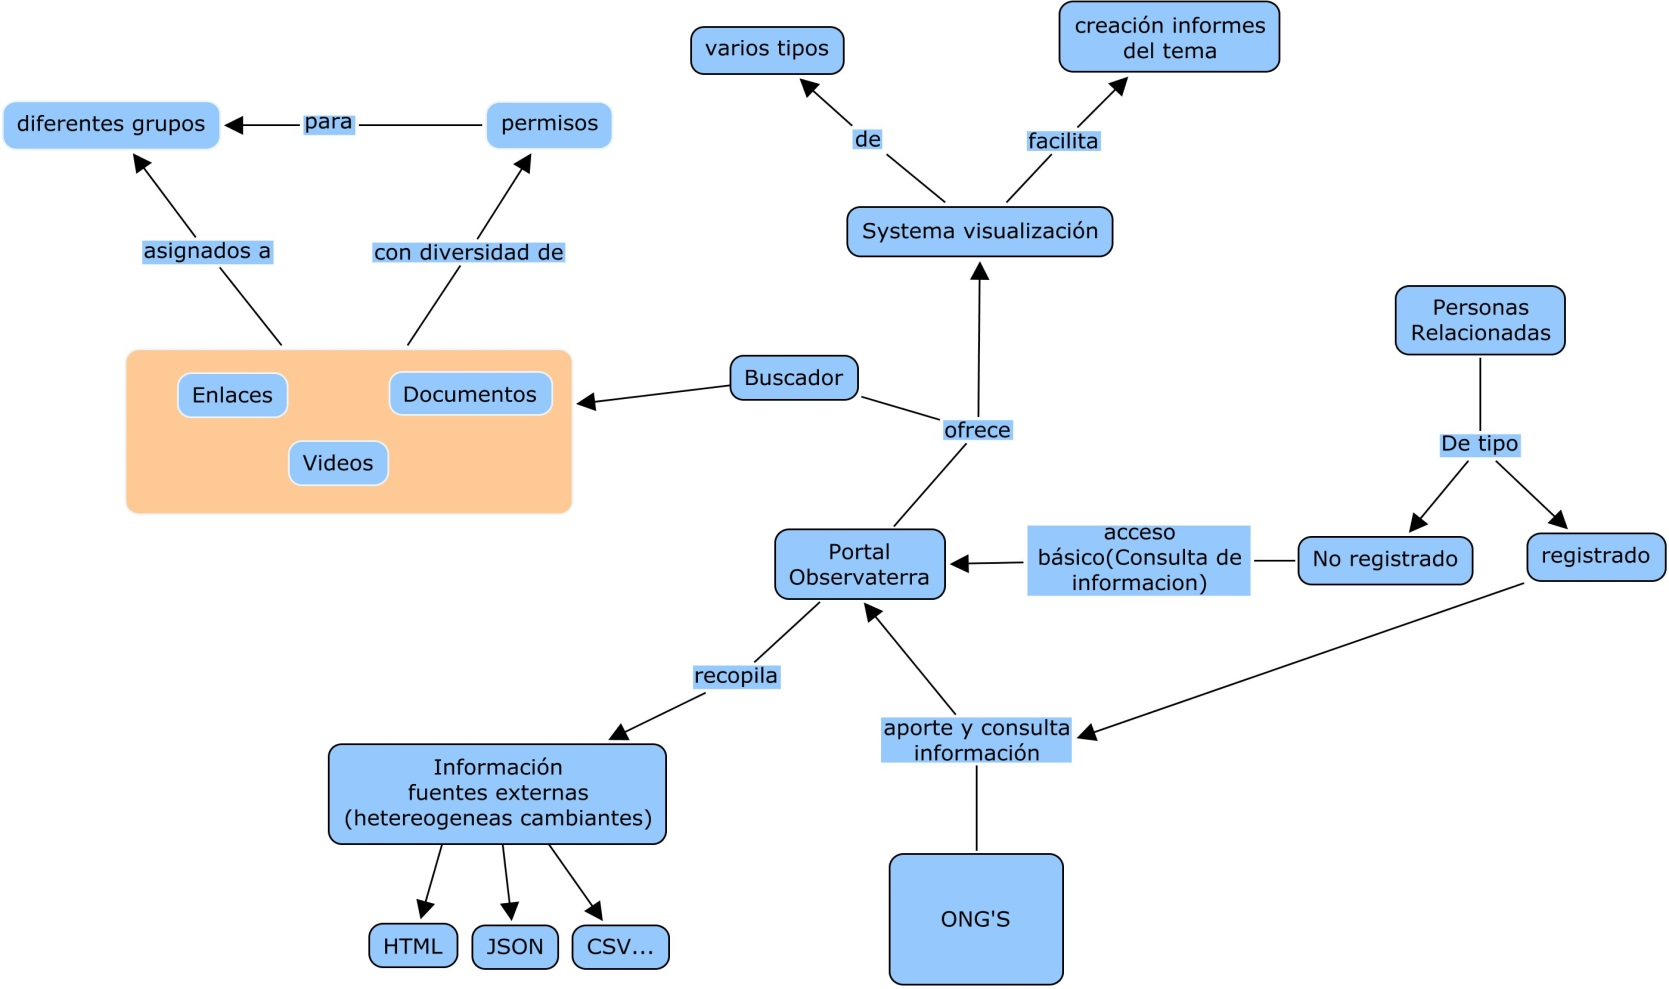 creación informes
del tema
varios tipos
diferentes grupos
para
permisos
de
facilita
Systema visualización
asignados a
con diversidad de
Personas
Relacionadas
Buscador
Enlaces
Documentos
ofrece
De tipo
Videos
Portal
Observaterra
acceso
básico(Consulta de
informacion)
No registrado
registrado
recopila
aporte y consulta
información
Información
fuentes externas
(hetereogeneas cambiantes)
ONG'S
HTML
JSON
CSV...